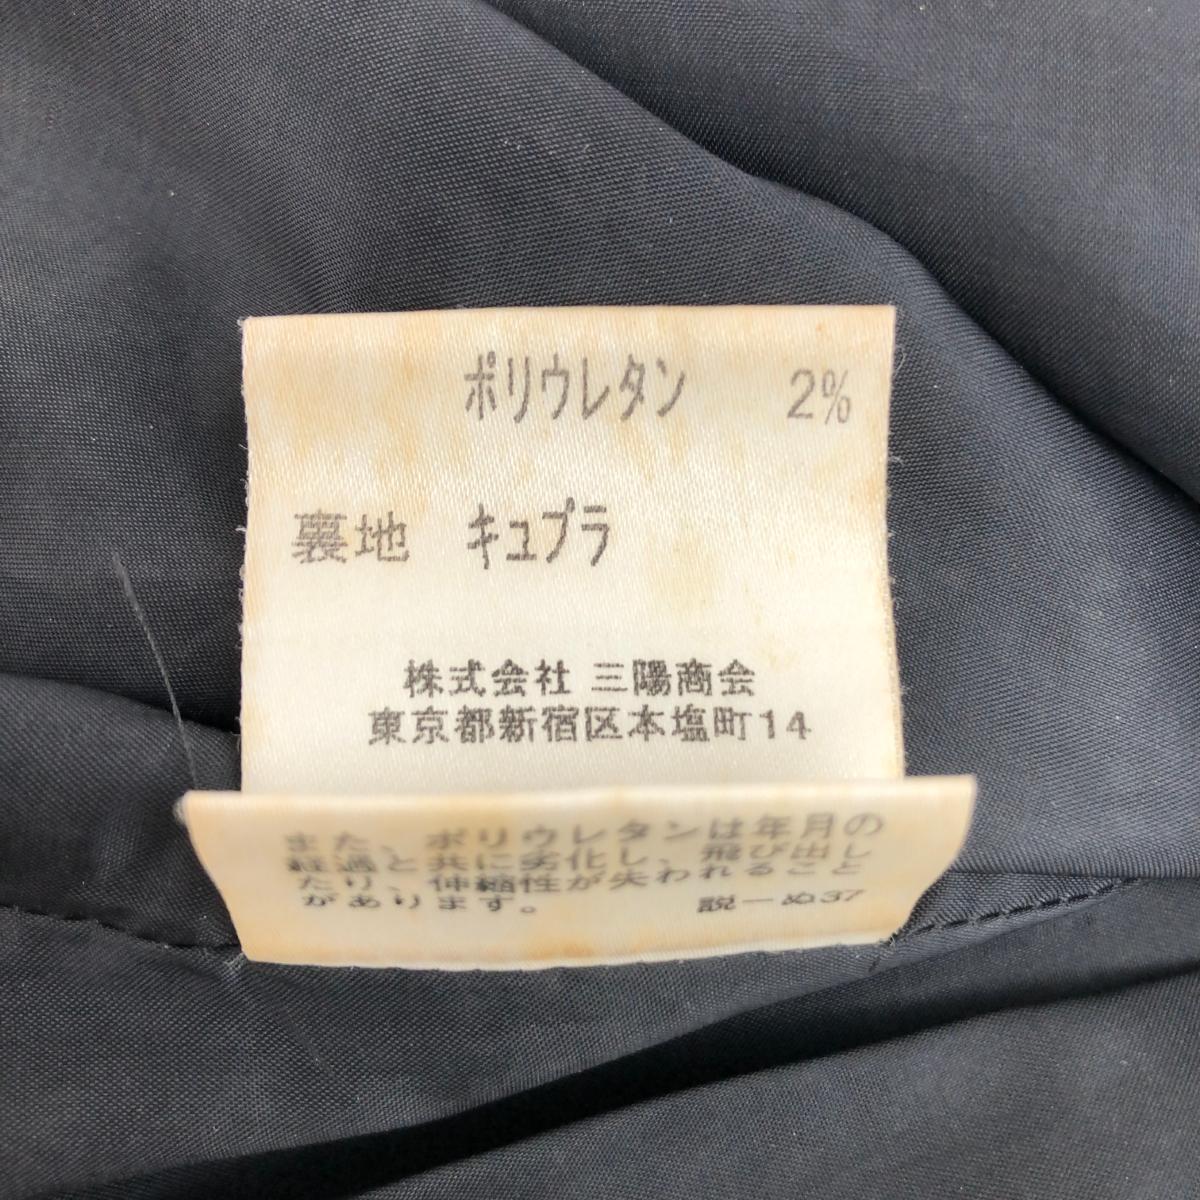 ポリウレタン 2%
裏地 キュプラ
株式会社 三陽商会
東京都新宿区本塩町14
また、ポリウレタンは年月の
経過と共に劣化し、飛び出し
たり、伸縮性が失われること
があります。 説－ぬ37